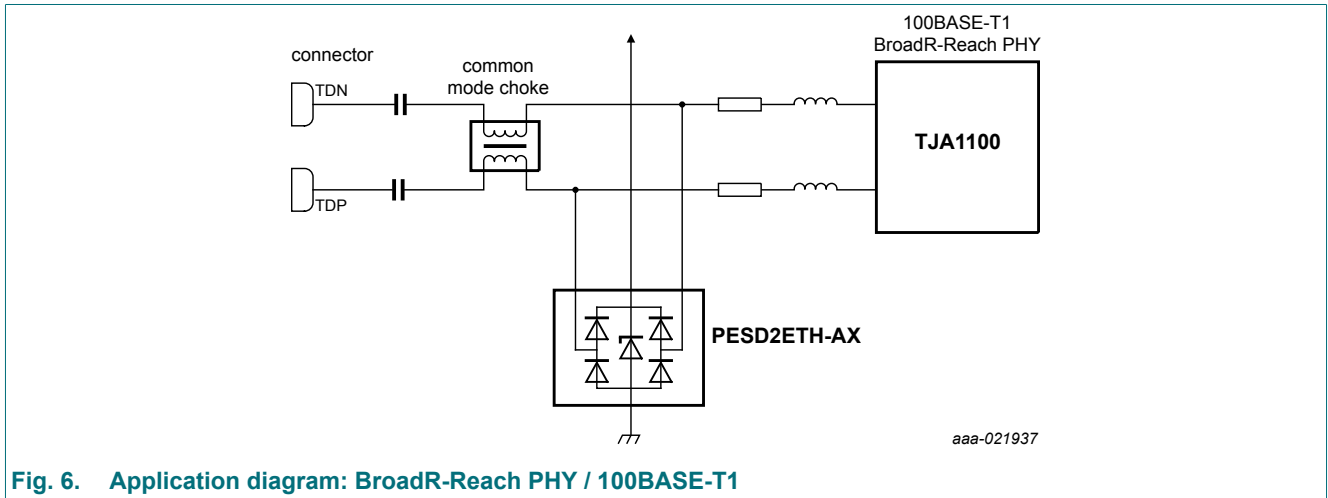 100BASE-T1
BroadR-Reach PHY
connector
common
mode choke
TDN
TJA1100
TDP
PESD2ETH-AX
aaa-021937
Fig. 6. Application diagram: BroadR-Reach PHY / 100BASE-T1